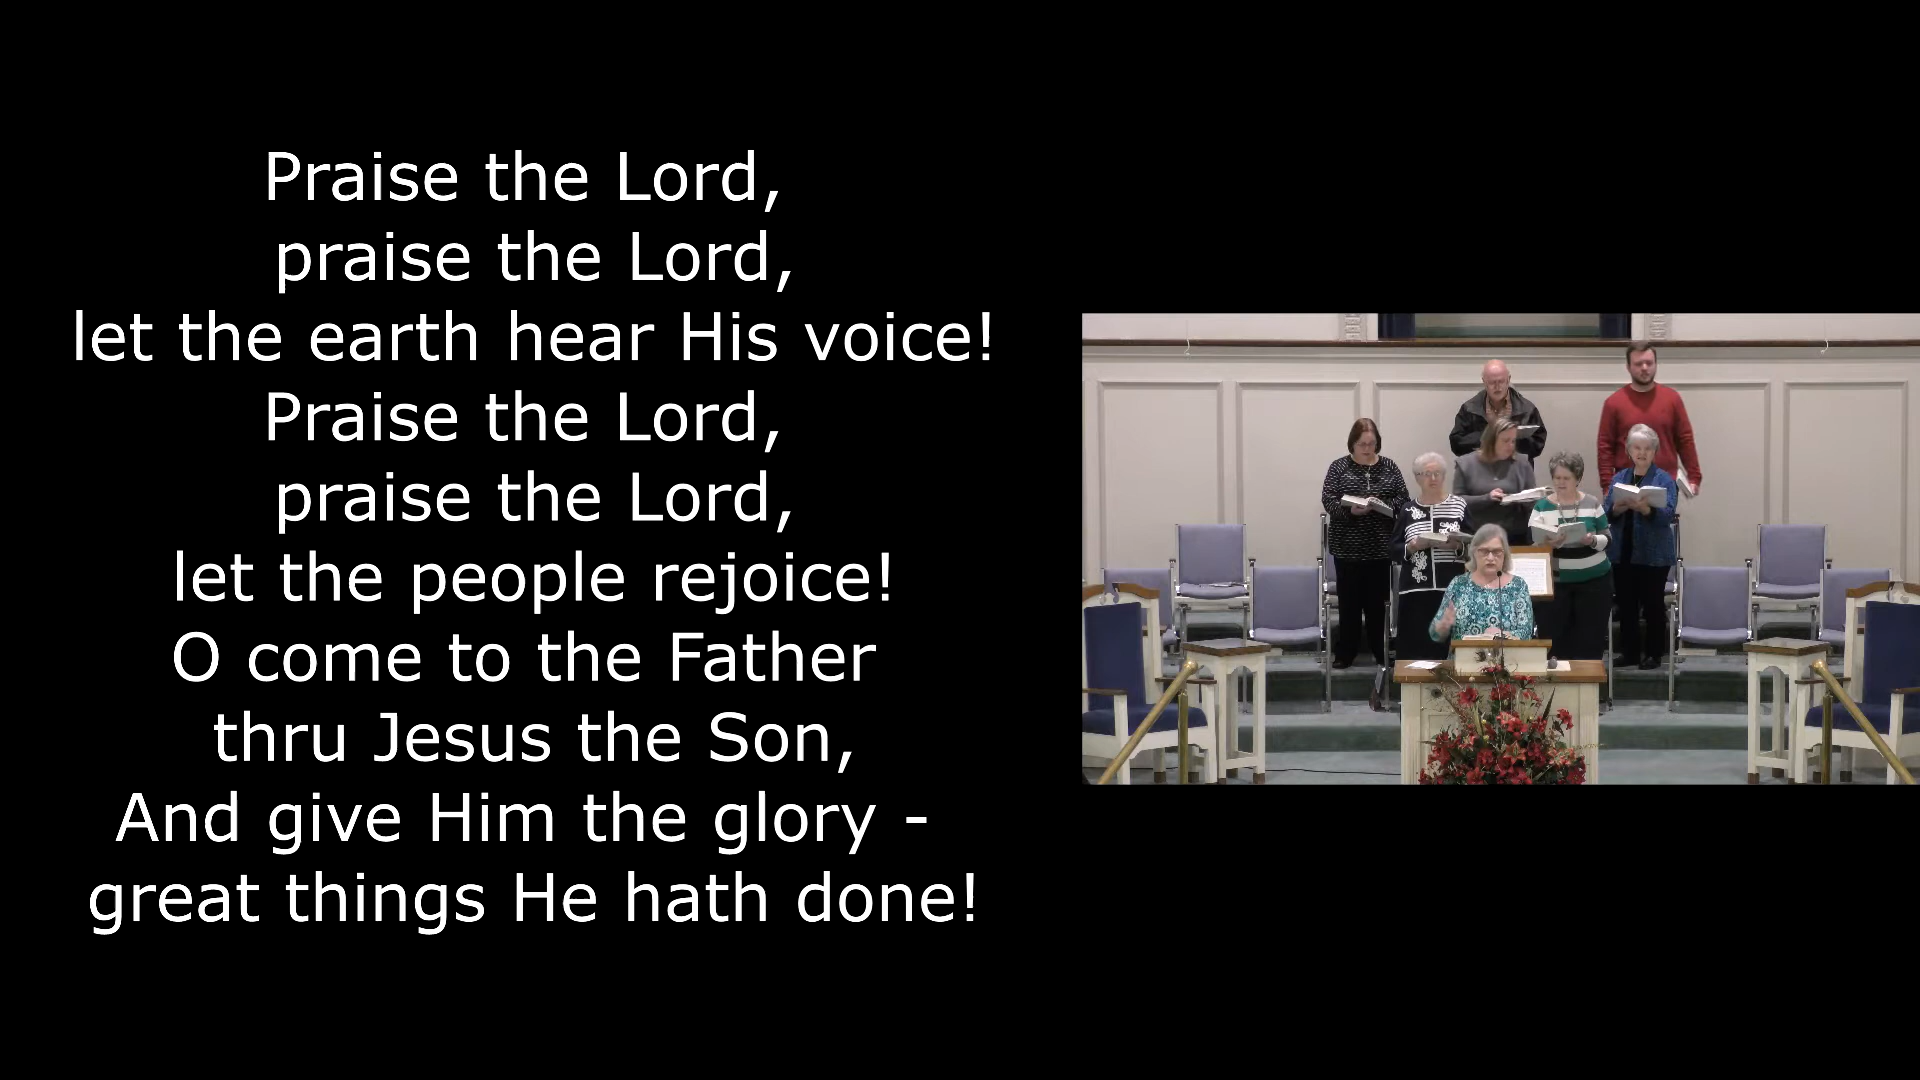 Praise the Lord,
praise the Lord,
let the earth hear His voice!
Praise the Lord,
praise the Lord,
let the people rejoice!
O come to the Father
thru Jesus the Son,
And give Him the glory -
great things He hath done!